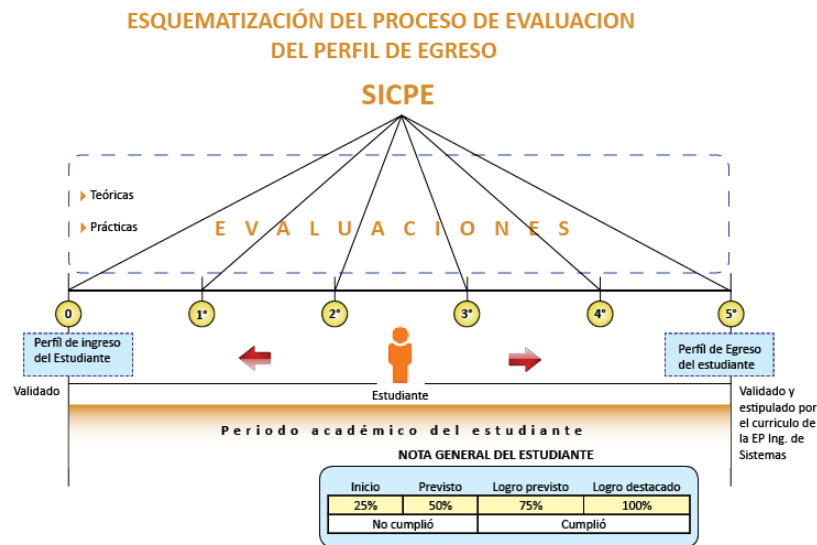 ESQUEMATIZACIÓN DEL PROCESO DE EVALUACION
DEL PERFIL DE EGRESO
SICPE
Teóricas
Prácticas
EVALUACIONES
0
1°
2°
3°
4°
5°
Perfil de ingreso
del Estudiante
Perfil de Egreso
del estudiante
Validado
Estudiante
Validado y
estipulado por
el curriculo de
la EP Ing. de
Sistemas
Periodo académico del estudiante
NOTA GENERAL DEL ESTUDIANTE
Inicio Previsto Logro previsto Logro destacado
25% 50% 75% 100%
No cumplió Cumplió